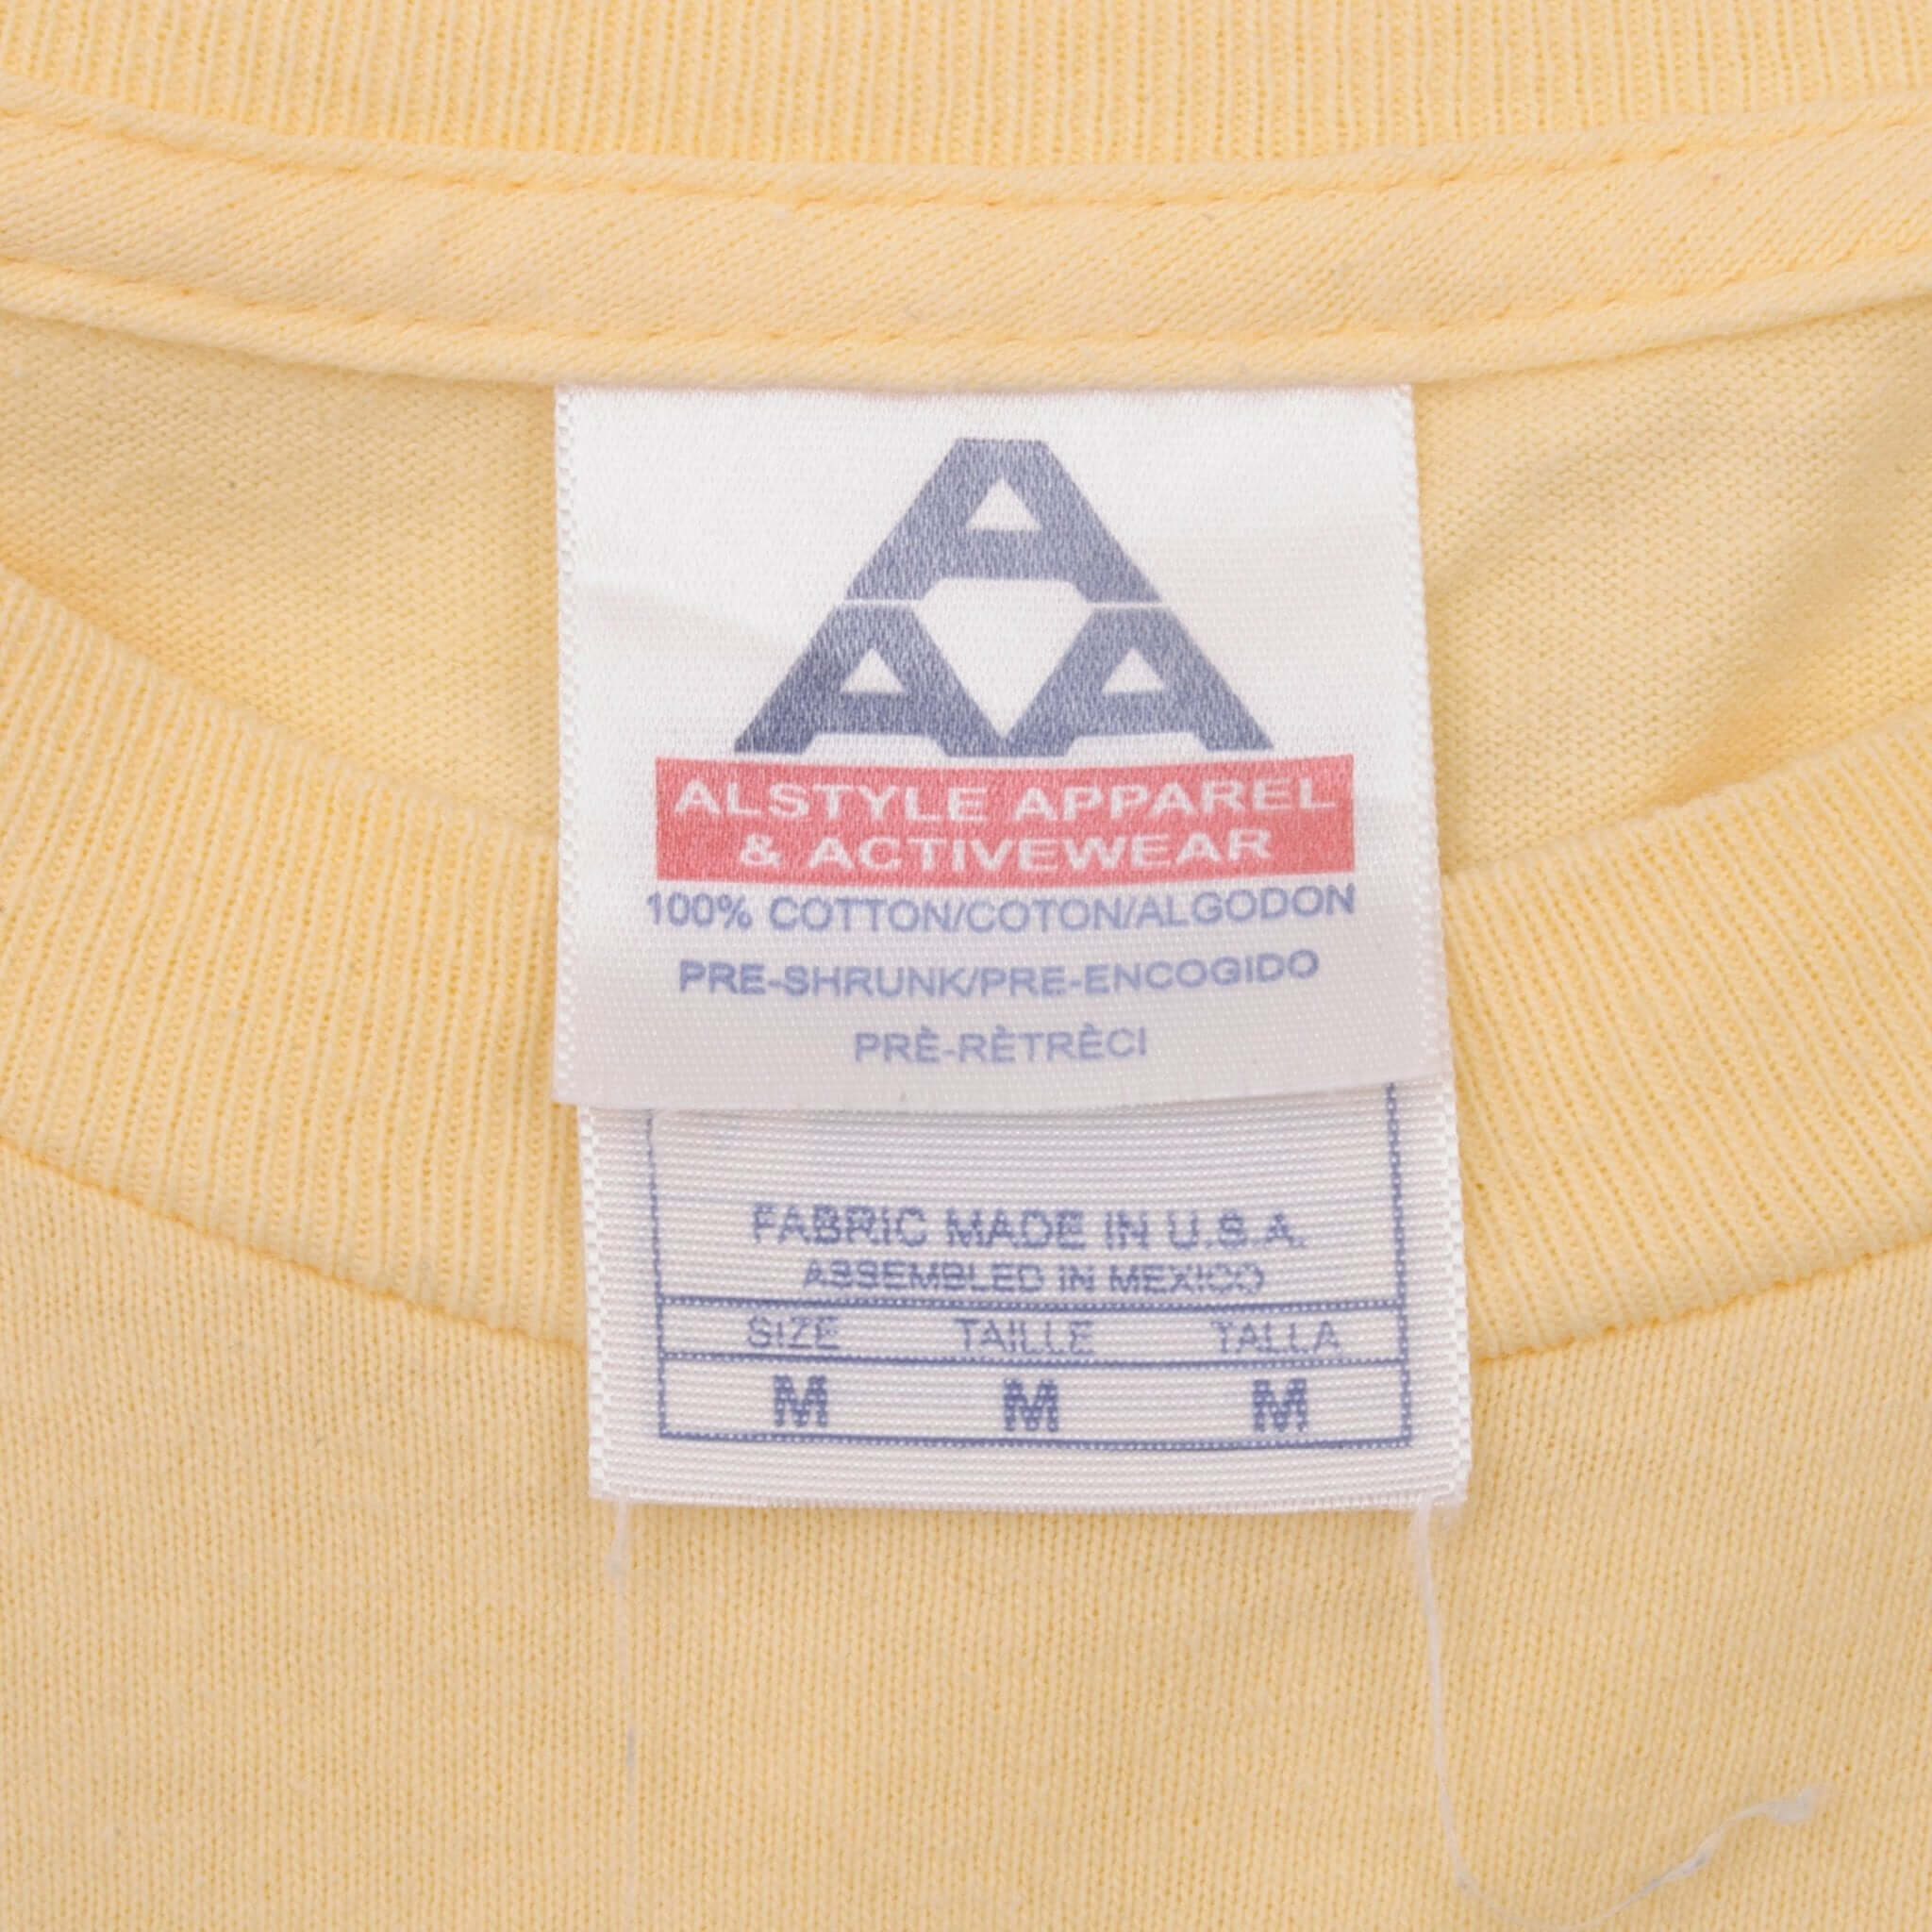 A
AA
ALSTYLE APPAREL
& ACTIVEWEAR
100% COTTON/COTON/ALGODON
PRE-SHRUNK/PRE-ENCOGIDO
PRÈ-RÈTRÈCI
FABRIC MADE IN U.S.A.
ASSEMBLED IN MEXICO
SIZE TAILLE TALLA
M M M